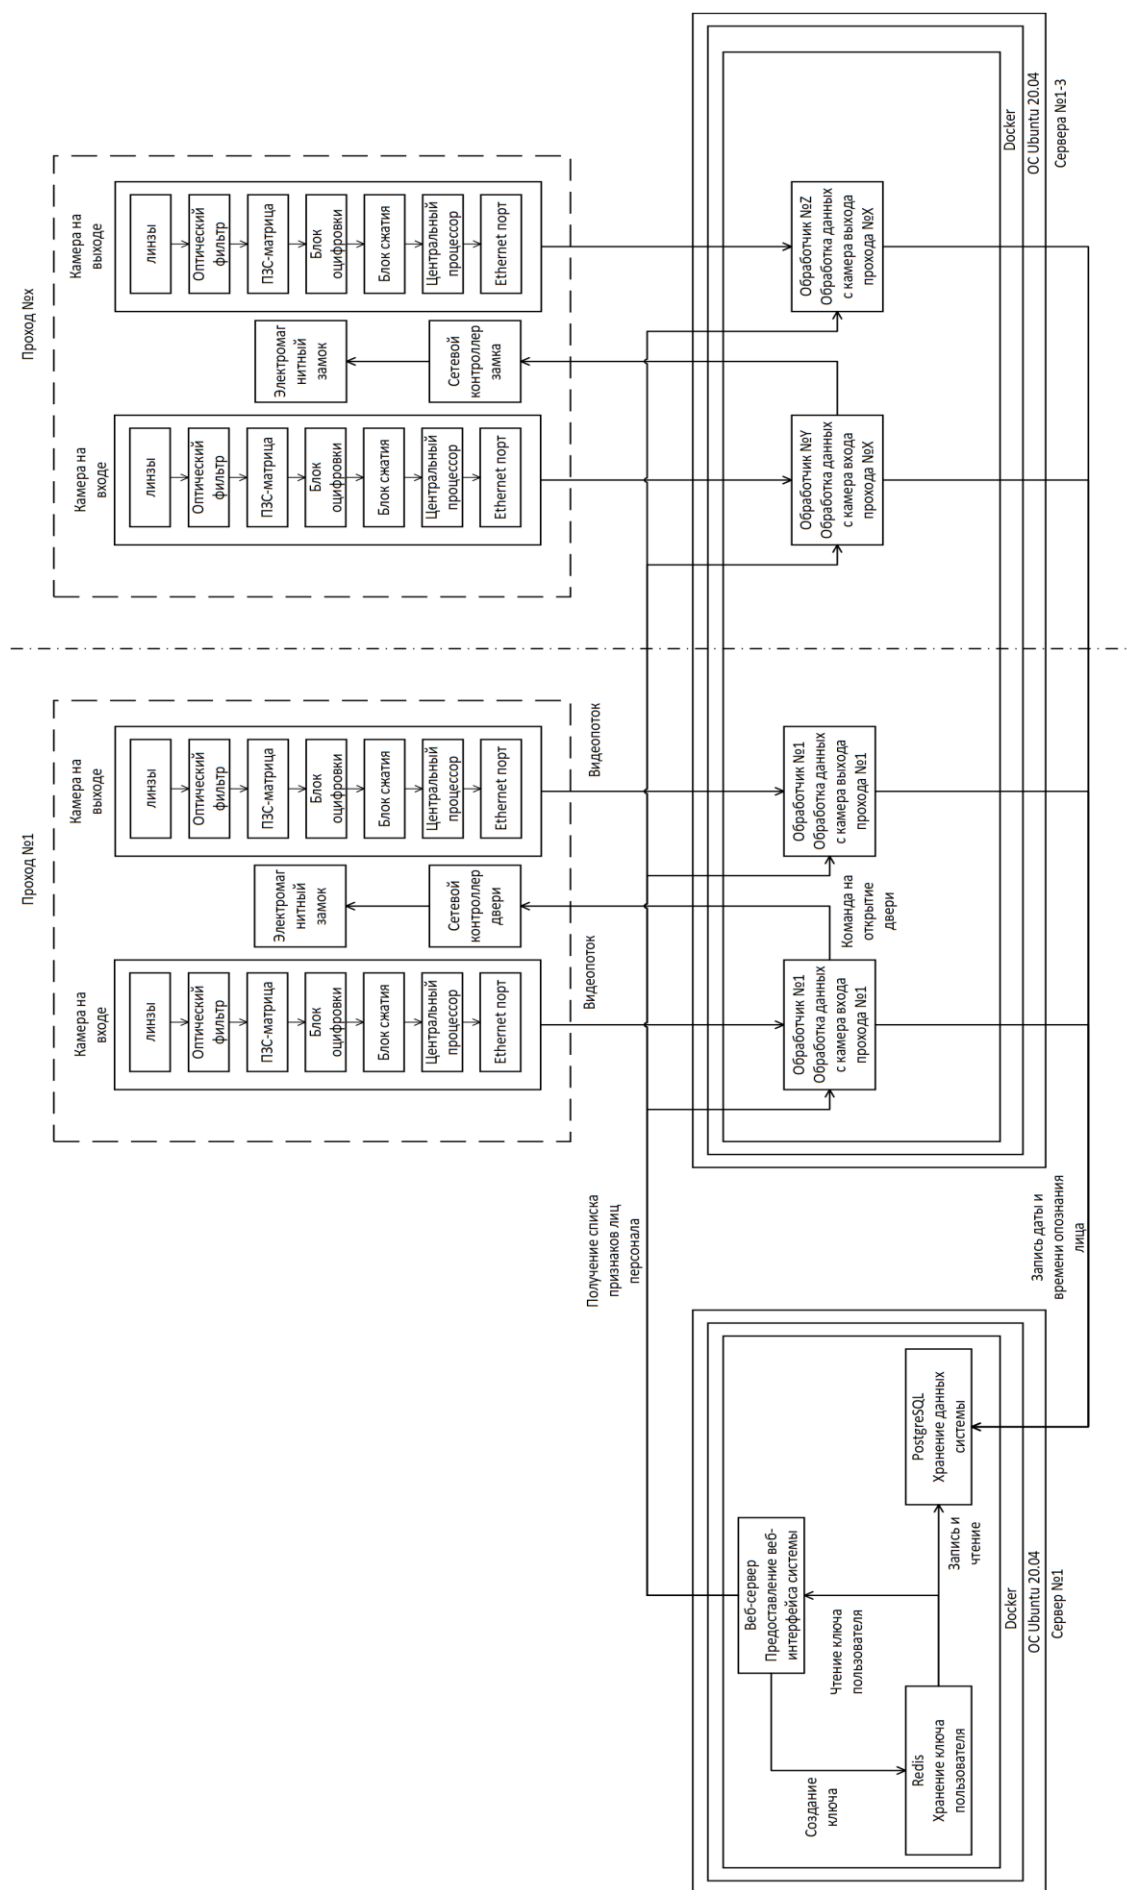 Проход №1
Камера на
входе
линзы
Оптический
фильтр
ПЗС-матрица
Блок
оцифровки
Блок сжатия
Центральный
процессор
Ethernet порт
Электромаг
нитный
замок
Сетевой
контроллер
двери
Камера на
выходе
линзы
Оптический
фильтр
ПЗС-матрица
Блок
оцифровки
Блок сжатия
Центральный
процессор
Ethernet порт
Проход №x
Камера на
входе
линзы
Оптический
фильтр
ПЗС-матрица
Блок
оцифровки
Блок сжатия
Центральный
процессор
Ethernet порт
Электромаг
нитный
замок
Сетевой
контроллер
замка
Камера на
выходе
линзы
Оптический
фильтр
ПЗС-матрица
Блок
оцифровки
Блок сжатия
Центральный
процессор
Ethernet порт
Видеопоток
Видеопоток
Получение списка
признаков лиц
персонала
Веб-сервер
Предоставление веб-
интерфейса системы
Создание
ключа
Чтение ключа
пользователя
Redis
Хранение ключа
пользователя
Запись и
чтение
PostgreSQL
Хранение данных
системы
Docker
ОС Ubuntu 20.04
Сервер №1
Обработчик №1
Обработка данных
с камера входа
прохода №1
Команда на
открытие
двери
Обработчик №1
Обработка данных
с камера выхода
прохода №1
Обработчик №Y
Обработка данных
с камера входа
прохода №X
Обработчик №Z
Обработка данных
с камера выхода
прохода №X
Docker
ОС Ubuntu 20.04
Сервера №1-3
Запись даты и
времени опознания
лица